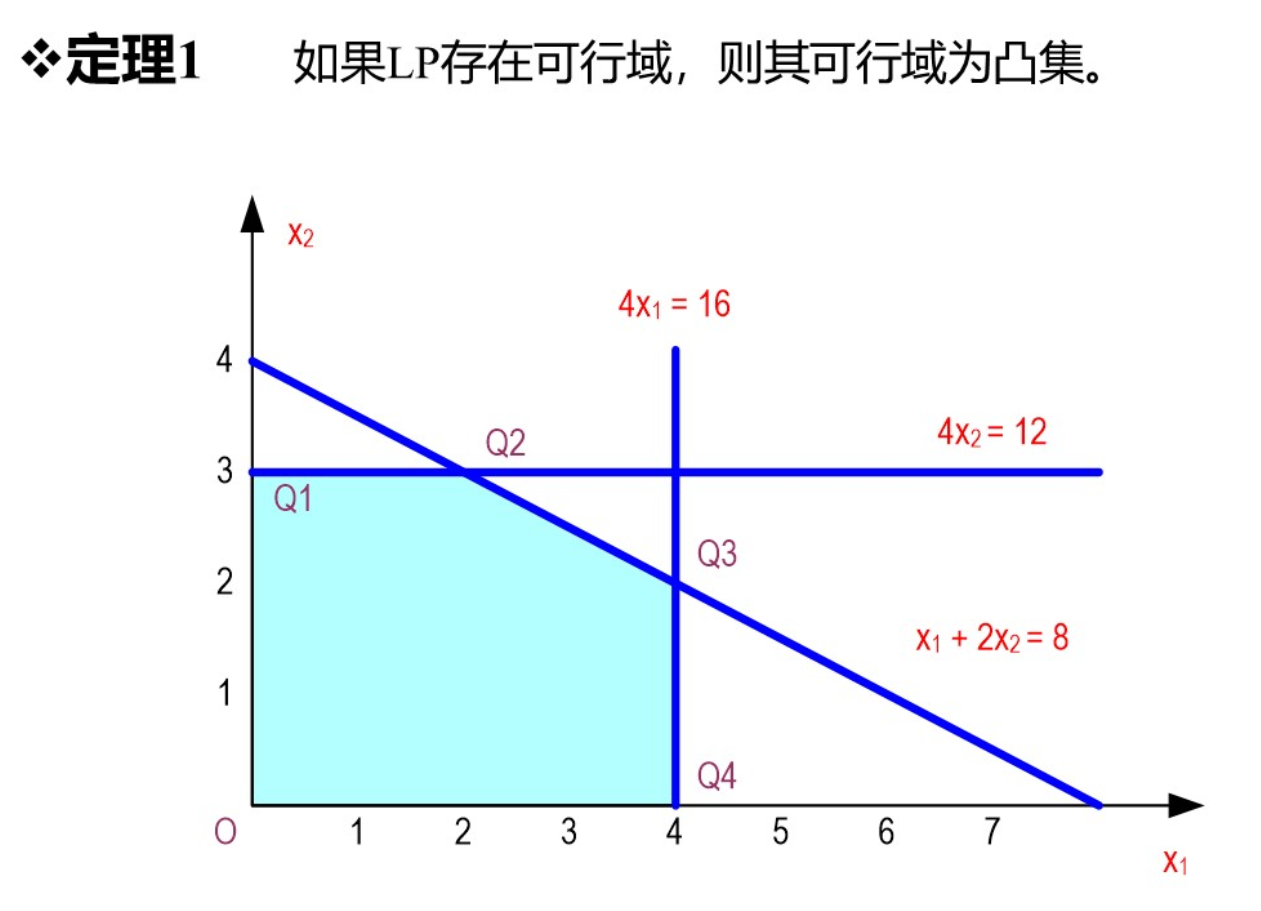 ❖定理1 如果LP存在可行域，则其可行域为凸集。
x₂
4x₁ = 16
4
4x₂ = 12
Q2
3
Q1
Q3
2
x₁ + 2x₂ = 8
1
Q4
O 1 2 3 4 5 6 7
x₁